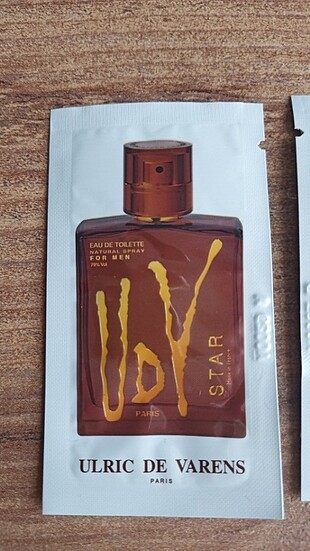 EAU DE TOILETTE
NATURAL SPRAY
FOR MEN
UDV
STAR
PARIS
ULRIC DE VARENS
PARIS